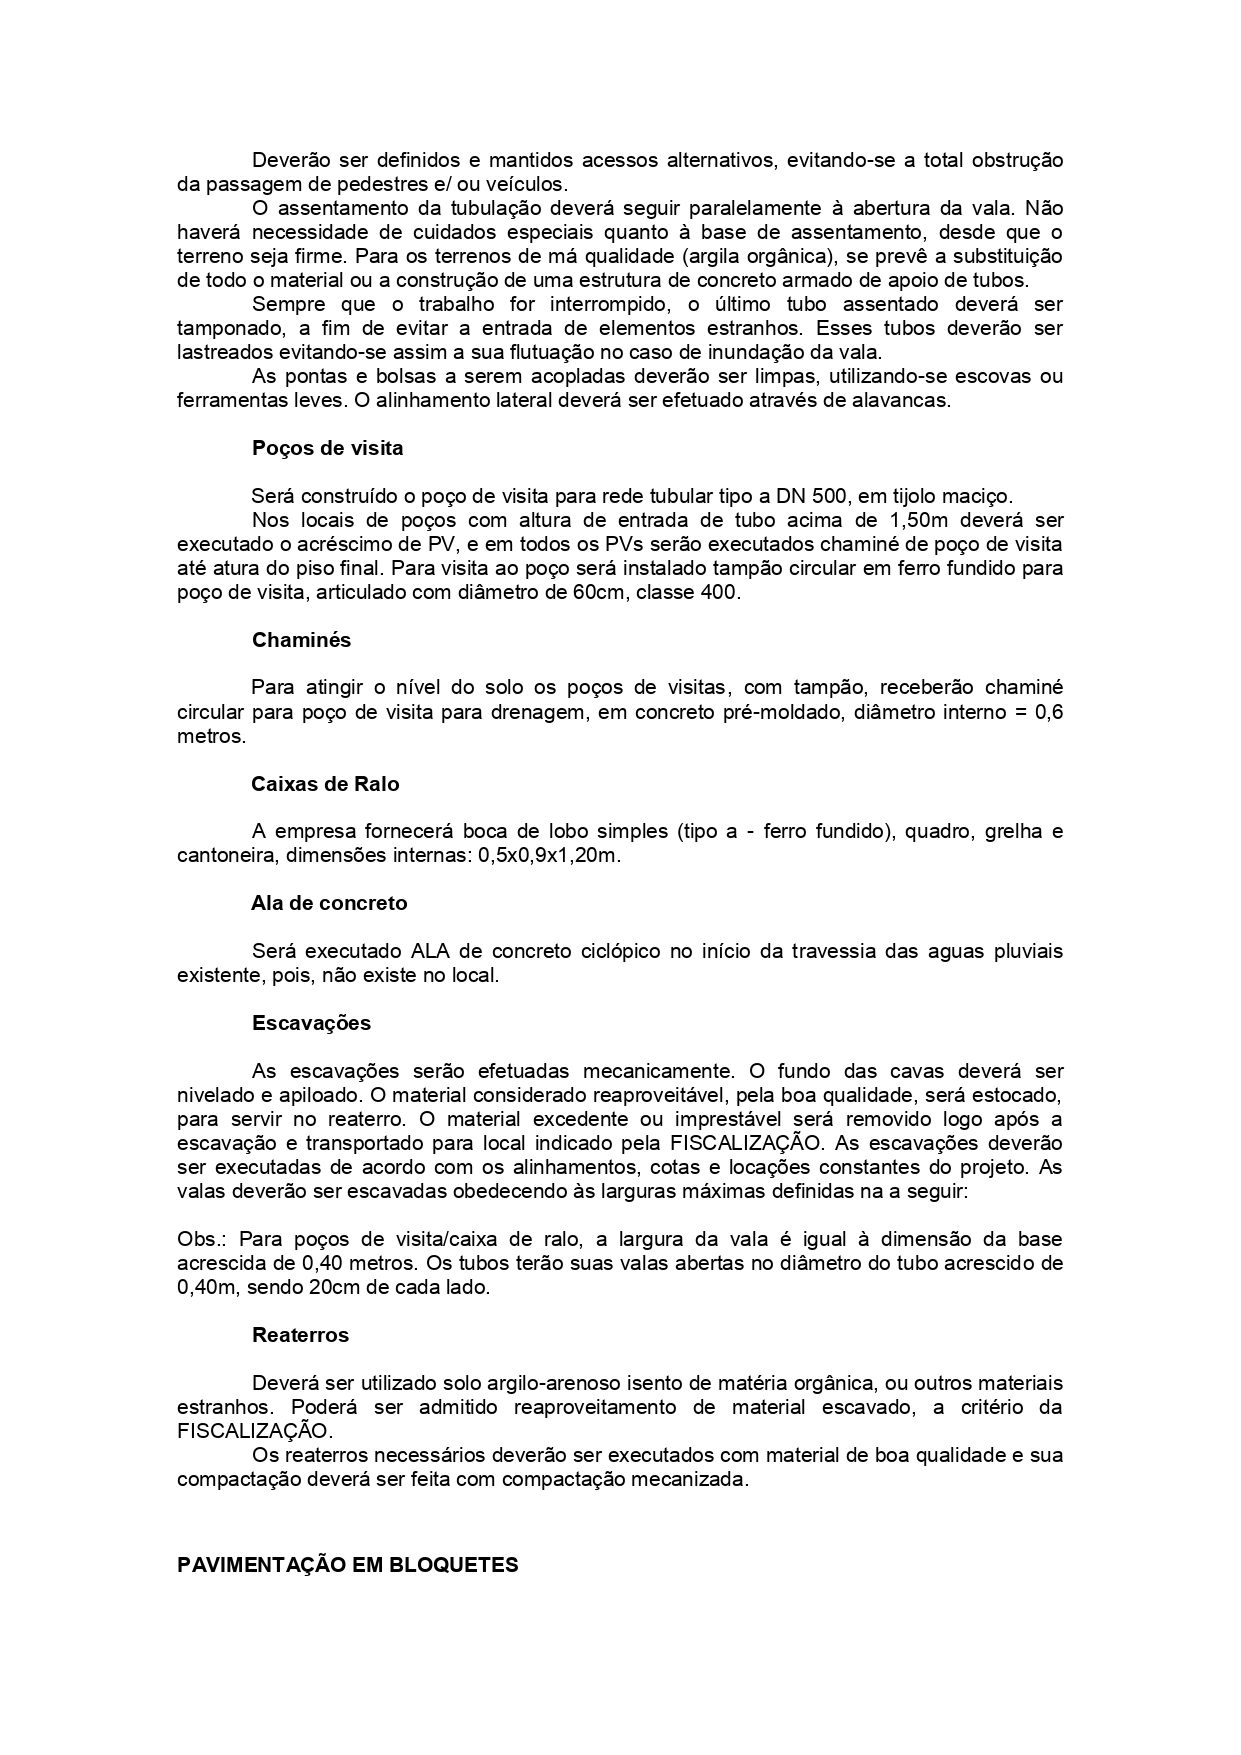 Deverão ser definidos e mantidos acessos alternativos, evitando-se a total obstrução
da passagem de pedestres e/ ou veículos.
O assentamento da tubulação deverá seguir paralelamente à abertura da vala. Não
haverá necessidade de cuidados especiais quanto à base de assentamento, desde que o
terreno seja firme. Para os terrenos de má qualidade (argila orgânica), se prevê a substituição
de todo o material ou a construção de uma estrutura de concreto armado de apoio de tubos.
Sempre que o trabalho for interrompido, o último tubo assentado deverá ser
tamponado, a fim de evitar a entrada de elementos estranhos. Esses tubos deverão ser
lastreados evitando-se assim a sua flutuação no caso de inundação da vala.
As pontas e bolsas a serem acopladas deverão ser limpas, utilizando-se escovas ou
ferramentas leves. O alinhamento lateral deverá ser efetuado através de alavancas.
Poços de visita
Será construído o poço de visita para rede tubular tipo a DN 500, em tijolo maciço.
Nos locais de poços com altura de entrada de tubo acima de 1,50m deverá ser
executado o acréscimo de PV, e em todos os PVs serão executados chaminé de poço de visita
até atura do piso final. Para visita ao poço será instalado tampão circular em ferro fundido para
poço de visita, articulado com diâmetro de 60cm, classe 400.
Chaminés
Para atingir o nível do solo os poços de visitas, com tampão, receberão chaminé
circular para poço de visita para drenagem, em concreto pré-moldado, diâmetro interno = 0,6
metros.
Caixas de Ralo
A empresa fornecerá boca de lobo simples (tipo a - ferro fundido), quadro, grelha e
cantoneira, dimensões internas: 0,5x0,9x1,20m.
Ala de concreto
Será executado ALA de concreto ciclópico no início da travessia das aguas pluviais
existente, pois, não existe no local.
Escavações
As escavações serão efetuadas mecanicamente. O fundo das cavas deverá ser
nivelado e apiloado. O material considerado reaproveitável, pela boa qualidade, será estocado,
para servir no reaterro. O material excedente ou imprestável será removido logo após a
escavação e transportado para local indicado pela FISCALIZAÇÃO. As escavações deverão
ser executadas de acordo com os alinhamentos, cotas e locações constantes do projeto. As
valas deverão ser escavadas obedecendo às larguras máximas definidas na a seguir:
Obs.: Para poços de visita/caixa de ralo, a largura da vala é igual à dimensão da base
acrescida de 0,40 metros. Os tubos terão suas valas abertas no diâmetro do tubo acrescido de
0,40m, sendo 20cm de cada lado.
Reaterros
Deverá ser utilizado solo argilo-arenoso isento de matéria orgânica, ou outros materiais
estranhos. Poderá ser admitido reaproveitamento de material escavado, a critério da
FISCALIZAÇÃO.
Os reaterros necessários deverão ser executados com material de boa qualidade e sua
compactação deverá ser feita com compactação mecanizada.
PAVIMENTAÇÃO EM BLOQUETES